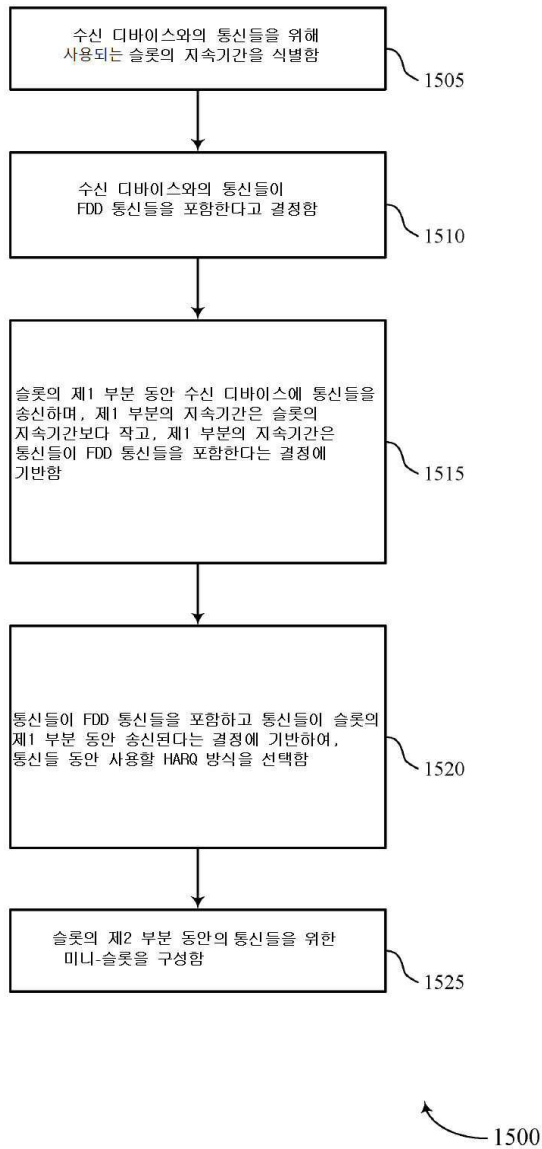 수신 디바이스와의 통신들을 위해
사용되는 슬롯의 지속기간을 식별함
1505
수신 디바이스와의 통신들이
FDD 통신들을 포함한다고 결정함
1510
슬롯의 제1 부분 동안 수신 디바이스에 통신들을
송신하며, 제1 부분의 지속기간은 슬롯의
지속기간보다 작고, 제1 부분의 지속기간은
통신들이 FDD 통신들을 포함한다는 결정에
기반함
1515
통신들이 FDD 통신들을 포함하고 통신들이 슬롯의
제1 부분 동안 송신된다는 결정에 기반하여,
통신들 동안 사용할 HARQ 방식을 선택함
1520
슬롯의 제2 부분 동안의 통신들을 위한
미니-슬롯을 구성함
1525
1500